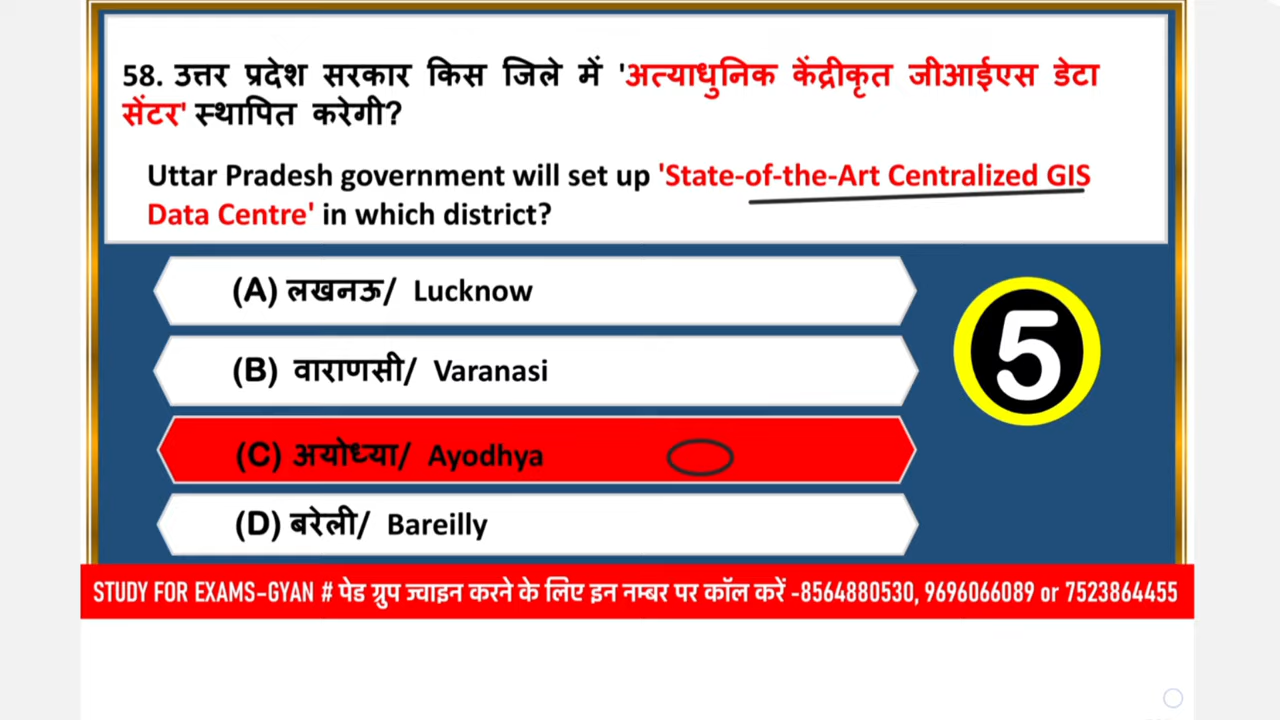 58. उत्तर प्रदेश सरकार किस जिले में 'अत्याधुनिक केंद्रीकृत जीआईएस डेटा
सेंटर' स्थापित करेगी?
Uttar Pradesh government will set up 'State-of-the-Art Centralized GIS
Data Centre' in which district?
(A) लखनऊ/ Lucknow
(B) वाराणसी/ Varanasi
(C) अयोध्या/ Ayodhya
(D) बरेली/ Bareilly
5
STUDY FOR EXAMS-GYAN # पेड ग्रुप ज्वाइन करने के लिए इन नम्बर पर कॉल करें -8564880530, 9696066089 or 7523864455